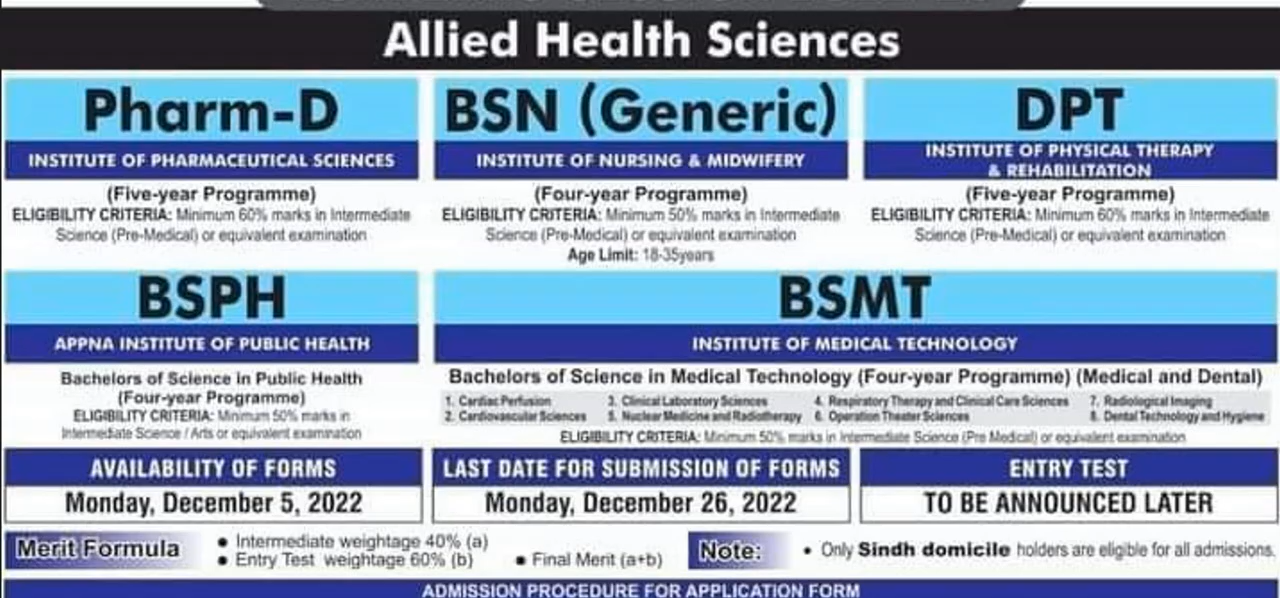 Allied Health Sciences
Pharm-D
INSTITUTE OF PHARMACEUTICAL SCIENCES
(Five-year Programme)
ELIGIBILITY CRITERIA: Minimum 60% marks in Intermediate
Science (Pre-Medical) or equivalent examination
BSN (Generic)
INSTITUTE OF NURSING & MIDWIFERY
(Four-year Programme)
ELIGIBILITY CRITERIA: Minimum 50% marks in Intermediate
Science (Pre-Medical) or equivalent examination
Age Limit: 18-35years
DPT
INSTITUTE OF PHYSICAL THERAPY
& REHABILITATION
(Five-year Programme)
ELIGIBILITY CRITERIA: Minimum 60% marks in Intermediate
Science (Pre-Medical) or equivalent examination
BSPH
APPNA INSTITUTE OF PUBLIC HEALTH
Bachelors of Science in Public Health
(Four-year Programme)
ELIGIBILITY CRITERIA: Minimum 50% marks in
Intermediate Science / Arts or equivalent examination
BSMT
INSTITUTE OF MEDICAL TECHNOLOGY
Bachelors of Science in Medical Technology (Four-year Programme) (Medical and Dental)
1. Cardiac Perfusion
2. Cardiovascular Sciences
3. Clinical Laboratory Sciences
5. Nuclear Medicine and Radiotherapy
4. Respiratory Therapy and Clinical Care Sciences
6. Operation Theater Sciences
7. Radiological Imaging
8. Dental Technology and Hygiene
ELIGIBILITY CRITERIA: Minimum 50% marks in Intermediate Science (Pre Medical) or equivalent examination
AVAILABILITY OF FORMS
Monday, December 5, 2022
LAST DATE FOR SUBMISSION OF FORMS
Monday, December 26, 2022
ENTRY TEST
TO BE ANNOUNCED LATER
Merit Formula
• Intermediate weightage 40% (a)
• Entry Test weightage 60% (b)
• Final Merit (a+b)
Note:
• Only Sindh domicile holders are eligible for all admissions.
ADMISSION PROCEDURE FOR APPLICATION FORM